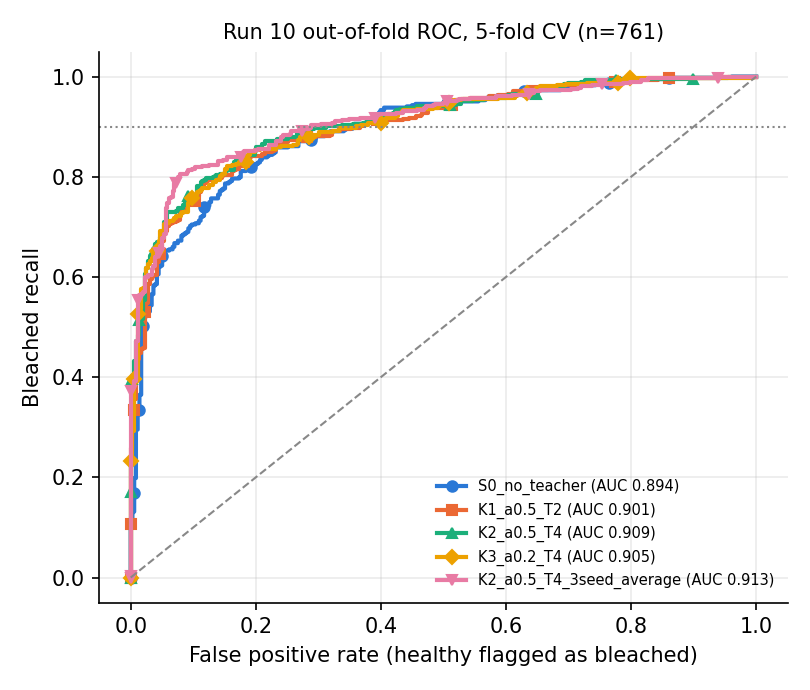 Run 10 out-of-fold ROC, 5-fold CV (n=761)
Bleached recall
1.0
0.8
0.6
0.4
0.2
0.0
S0_no_teacher (AUC 0.894)
K1_a0.5_T2 (AUC 0.901)
K2_a0.5_T4 (AUC 0.909)
K3_a0.2_T4 (AUC 0.905)
K2_a0.5_T4_3seed_average (AUC 0.913)
0.0 0.2 0.4 0.6 0.8 1.0
False positive rate (healthy flagged as bleached)